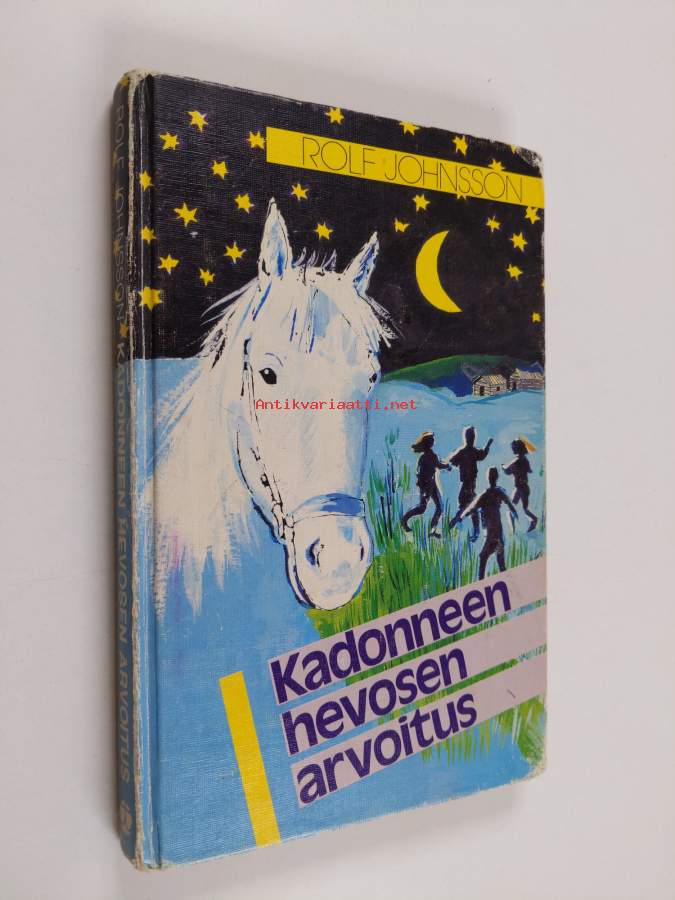 ROLF JOHNSSON
Antikvariaatti.net
Kadonneen
hevosen
arvoitus
ROLF JOHNSSON ★ KADONNEEN HEVOSEN ARVOITUS